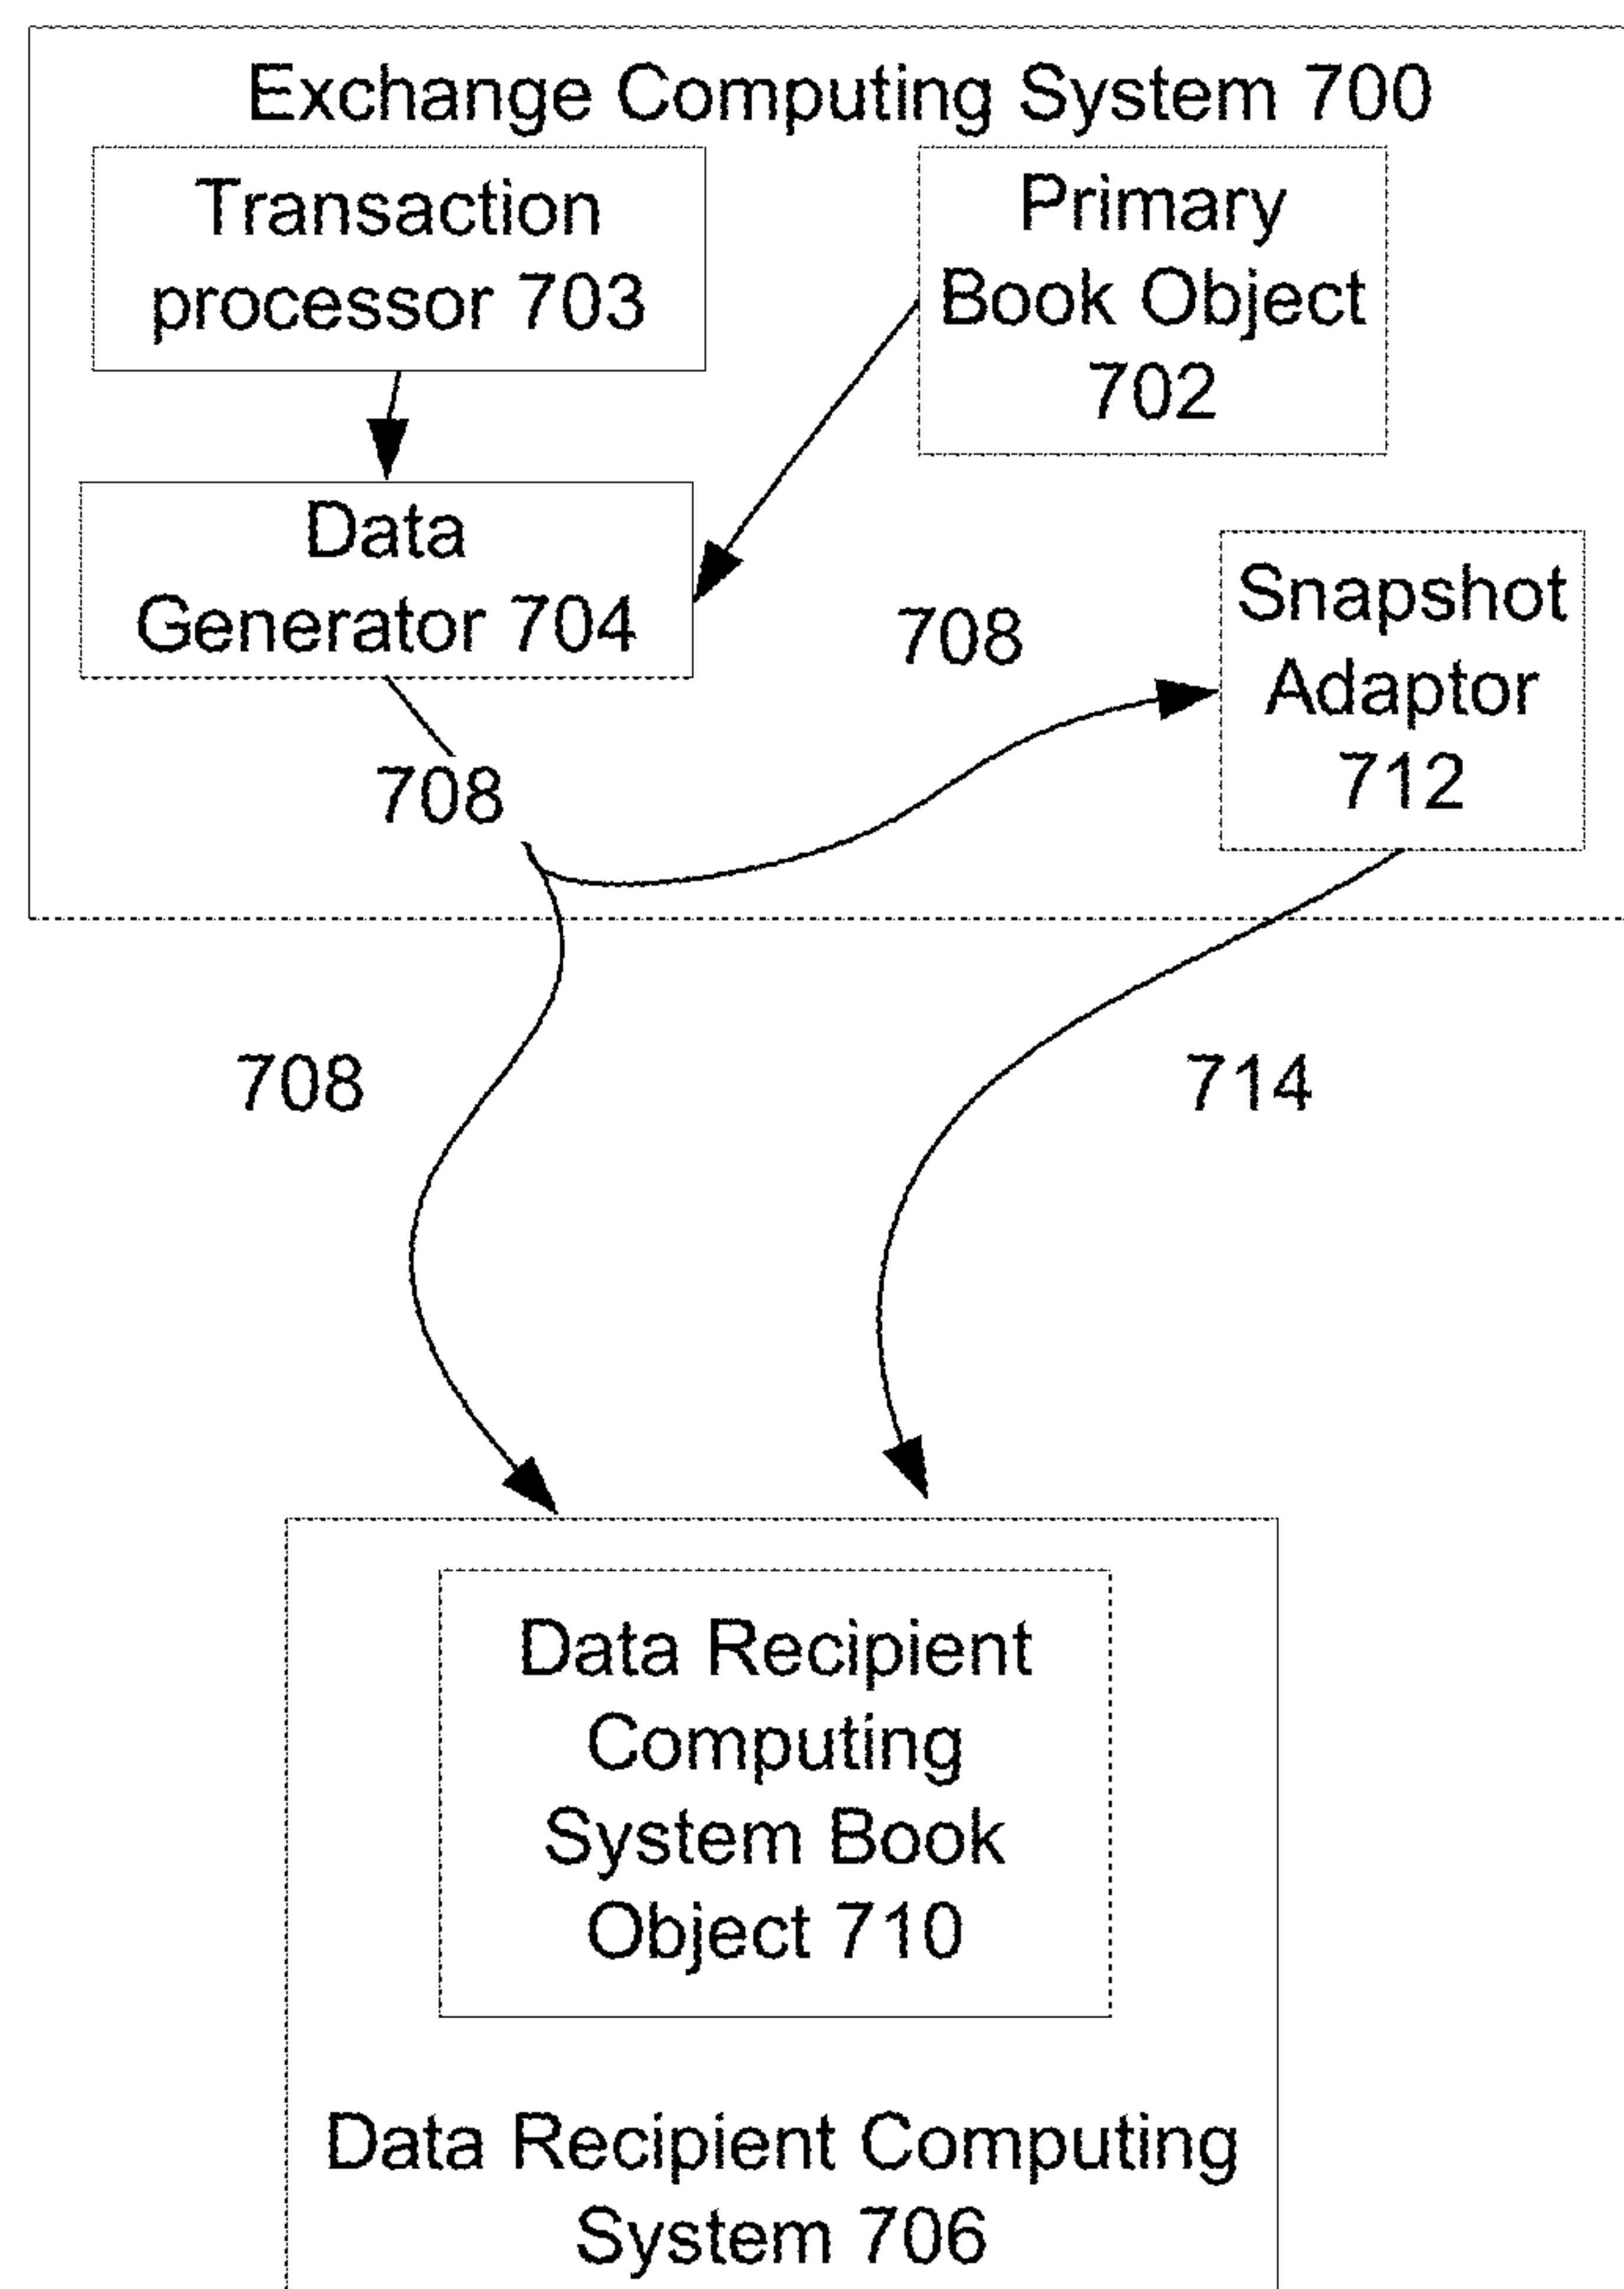 Exchange Computing System 700
Transaction
processor 703
Primary
Book Object
702
Data
Generator 704
708
Snapshot
Adaptor
712
708
708
714
Data Recipient
Computing
System Book
Object 710
Data Recipient Computing
System 706